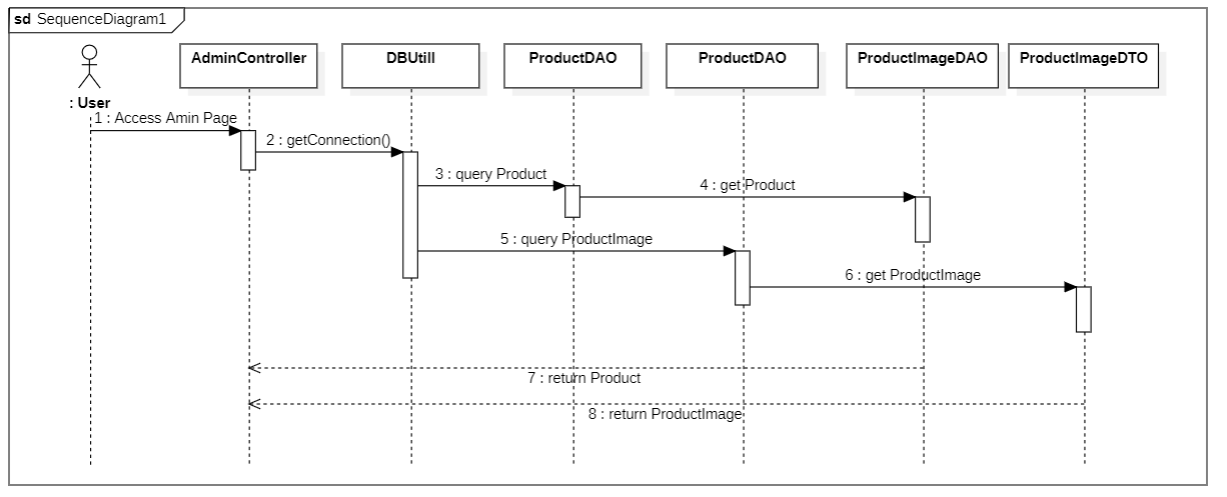 sd SequenceDiagram1
AdminController
DBUtill
ProductDAO
ProductDAO
ProductImageDAO
ProductImageDTO
: User
1 : Access Amin Page
2 : getConnection()
3 : query Product
4 : get Product
5 : query ProductImage
6 : get ProductImage
7 : return Product
8 : return ProductImage